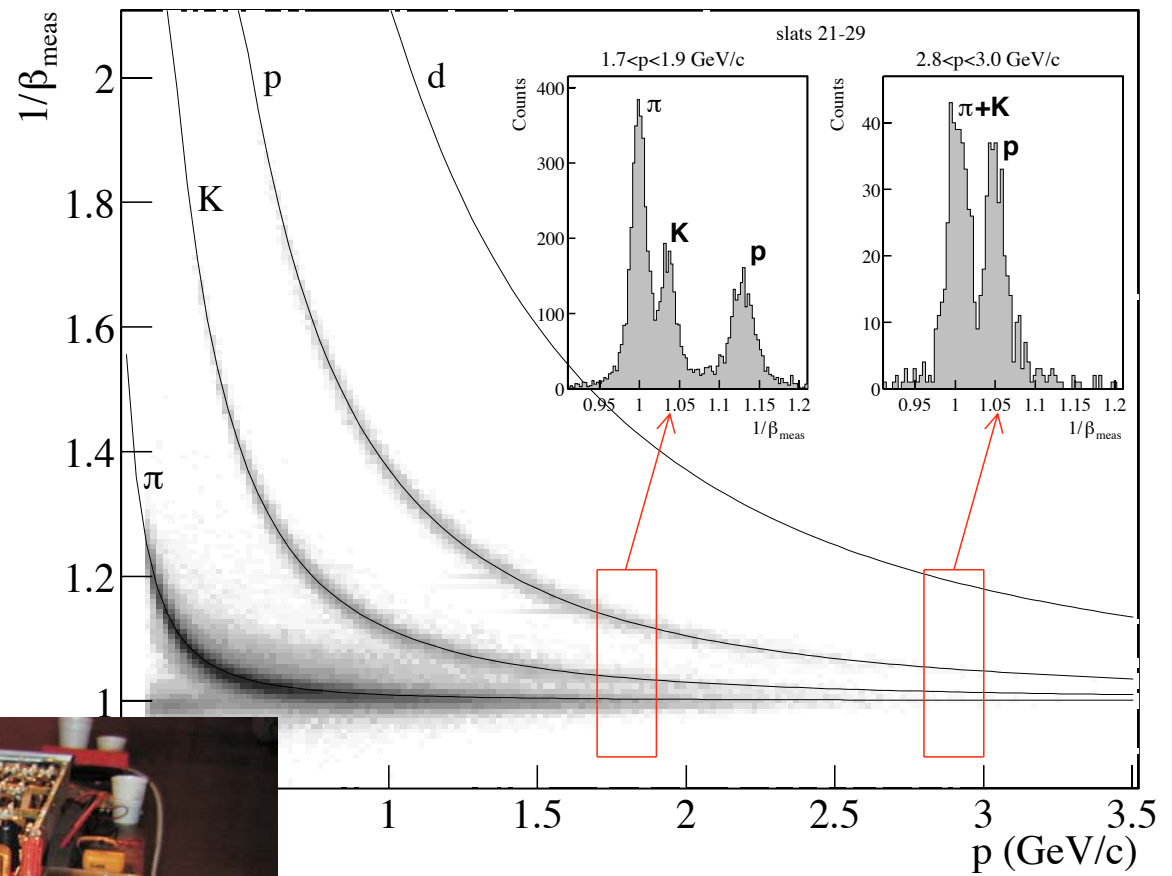 slats 21-29
1.7<p<1.9 GeV/c
2.8<p<3.0 GeV/c
1/βmeas
2
1.8
1.6
1.4
1.2
1
π
K
p
d
Counts
400
300
200
100
0
π
K
p
0.95 1 1.05 1.1 1.15 1.2
1/βmeas
Counts
40
30
20
10
0
π+K
p
0.95 1 1.05 1.1 1.15 1.2
1/βmeas
1 1.5 2 2.5 3 3.5
p (GeV/c)